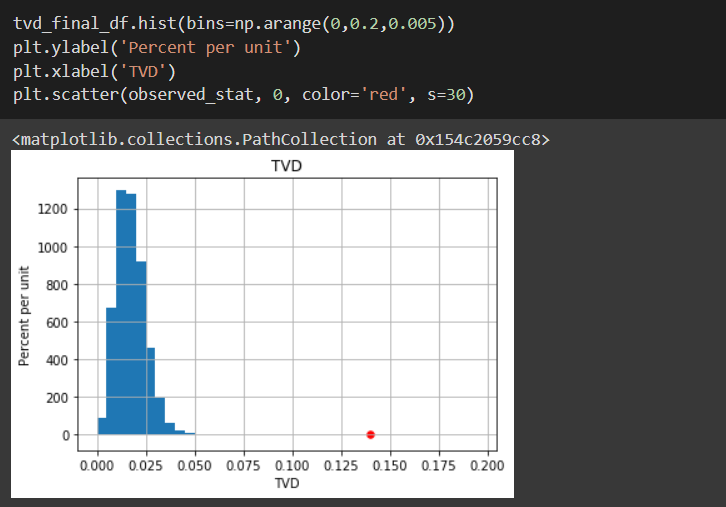 tvd_final_df.hist(bins=np.arange(0,0.2,0.005))
plt.ylabel('Percent per unit')
plt.xlabel('TVD')
plt.scatter(observed_stat, 0, color='red', s=30)
<matplotlib.collections.PathCollection at 0x154c2059cc8>
TVD
1200
1000
800
600
400
200
0
Percent per unit
0.000 0.025 0.050 0.075 0.100 0.125 0.150 0.175 0.200
TVD